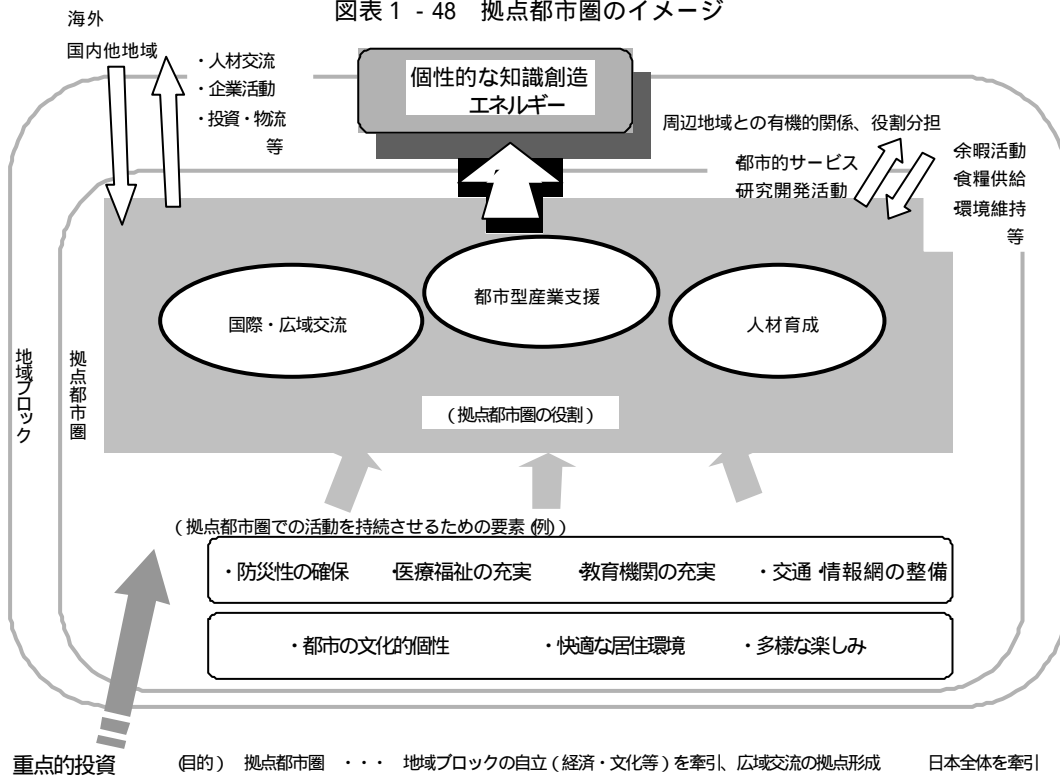 図表１－48　拠点都市圏のイメージ
海外
国内他地域
・人材交流
・企業活動
・投資・物流
等
個性的な知識創造
エネルギー
周辺地域との有機的関係、役割分担
・都市的サービス
・研究開発活動
・余暇活動
・食糧供給
・環境維持
等
国際・広域交流
都市型産業支援
人材育成
（拠点都市圏の役割）
地域ブロック
拠点都市圏
（拠点都市圏での活動を持続させるための要素（例））
・防災性の確保　・医療福祉の充実　・教育機関の充実　・交通・情報網の整備
・都市の文化的個性　・快適な居住環境　・多様な楽しみ
重点的投資
（目的）　拠点都市圏　・・・　地域ブロックの自立（経済・文化等）を牽引、広域交流の拠点形成　日本全体を牽引